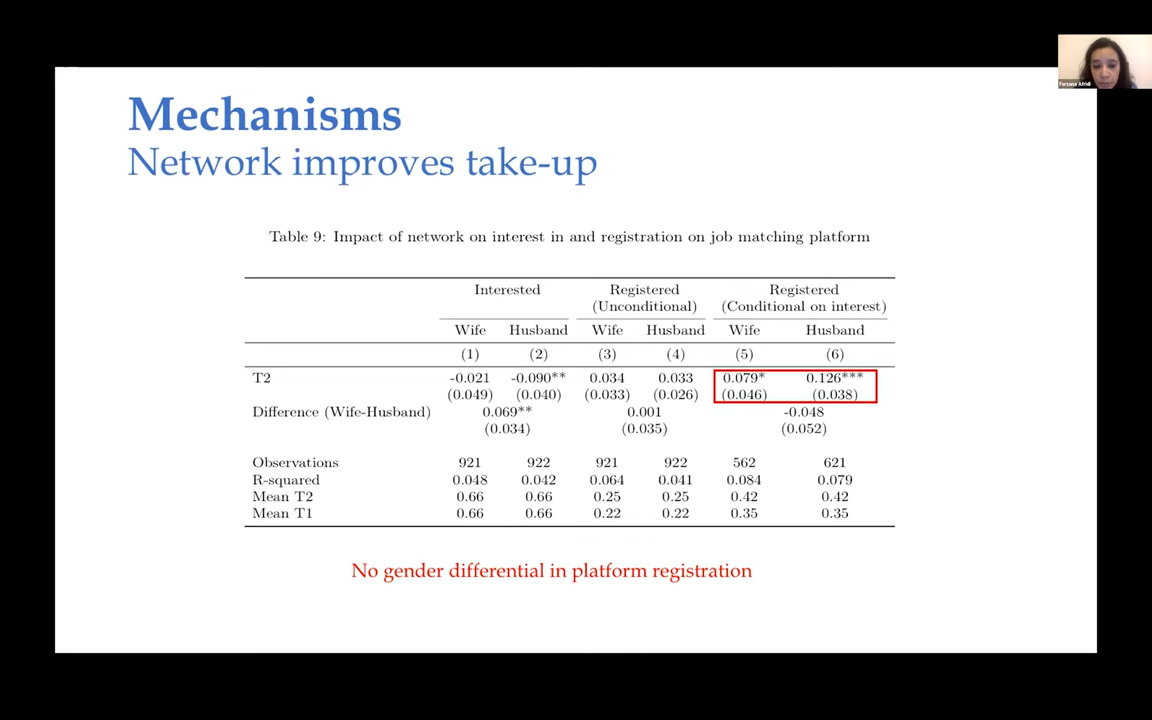 Farzana Afridi
Mechanisms
Network improves take-up
Table 9: Impact of network on interest in and registration on job matching platform
Interested Registered Registered
(Unconditional) (Conditional on interest)
Wife Husband Wife Husband Wife Husband
(1) (2) (3) (4) (5) (6)
T2 -0.021 -0.090** 0.034 0.033 0.079* 0.126***
(0.049) (0.040) (0.033) (0.026) (0.046) (0.038)
Difference (Wife-Husband) 0.069** 0.001 -0.048
(0.034) (0.035) (0.052)
Observations 921 922 921 922 562 621
R-squared 0.048 0.042 0.064 0.041 0.084 0.079
Mean T2 0.66 0.66 0.25 0.25 0.42 0.42
Mean T1 0.66 0.66 0.22 0.22 0.35 0.35
No gender differential in platform registration